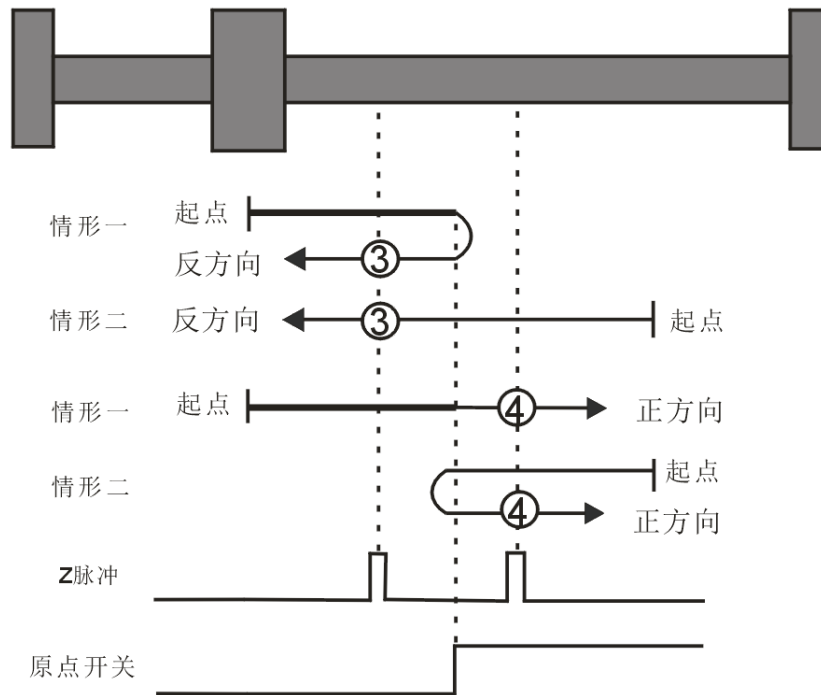 情形一 起点
反方向 ③
情形二 反方向 ③ 起点
情形一 起点 ④ 正方向
情形二 起点
④ 正方向
Z脉冲
原点开关